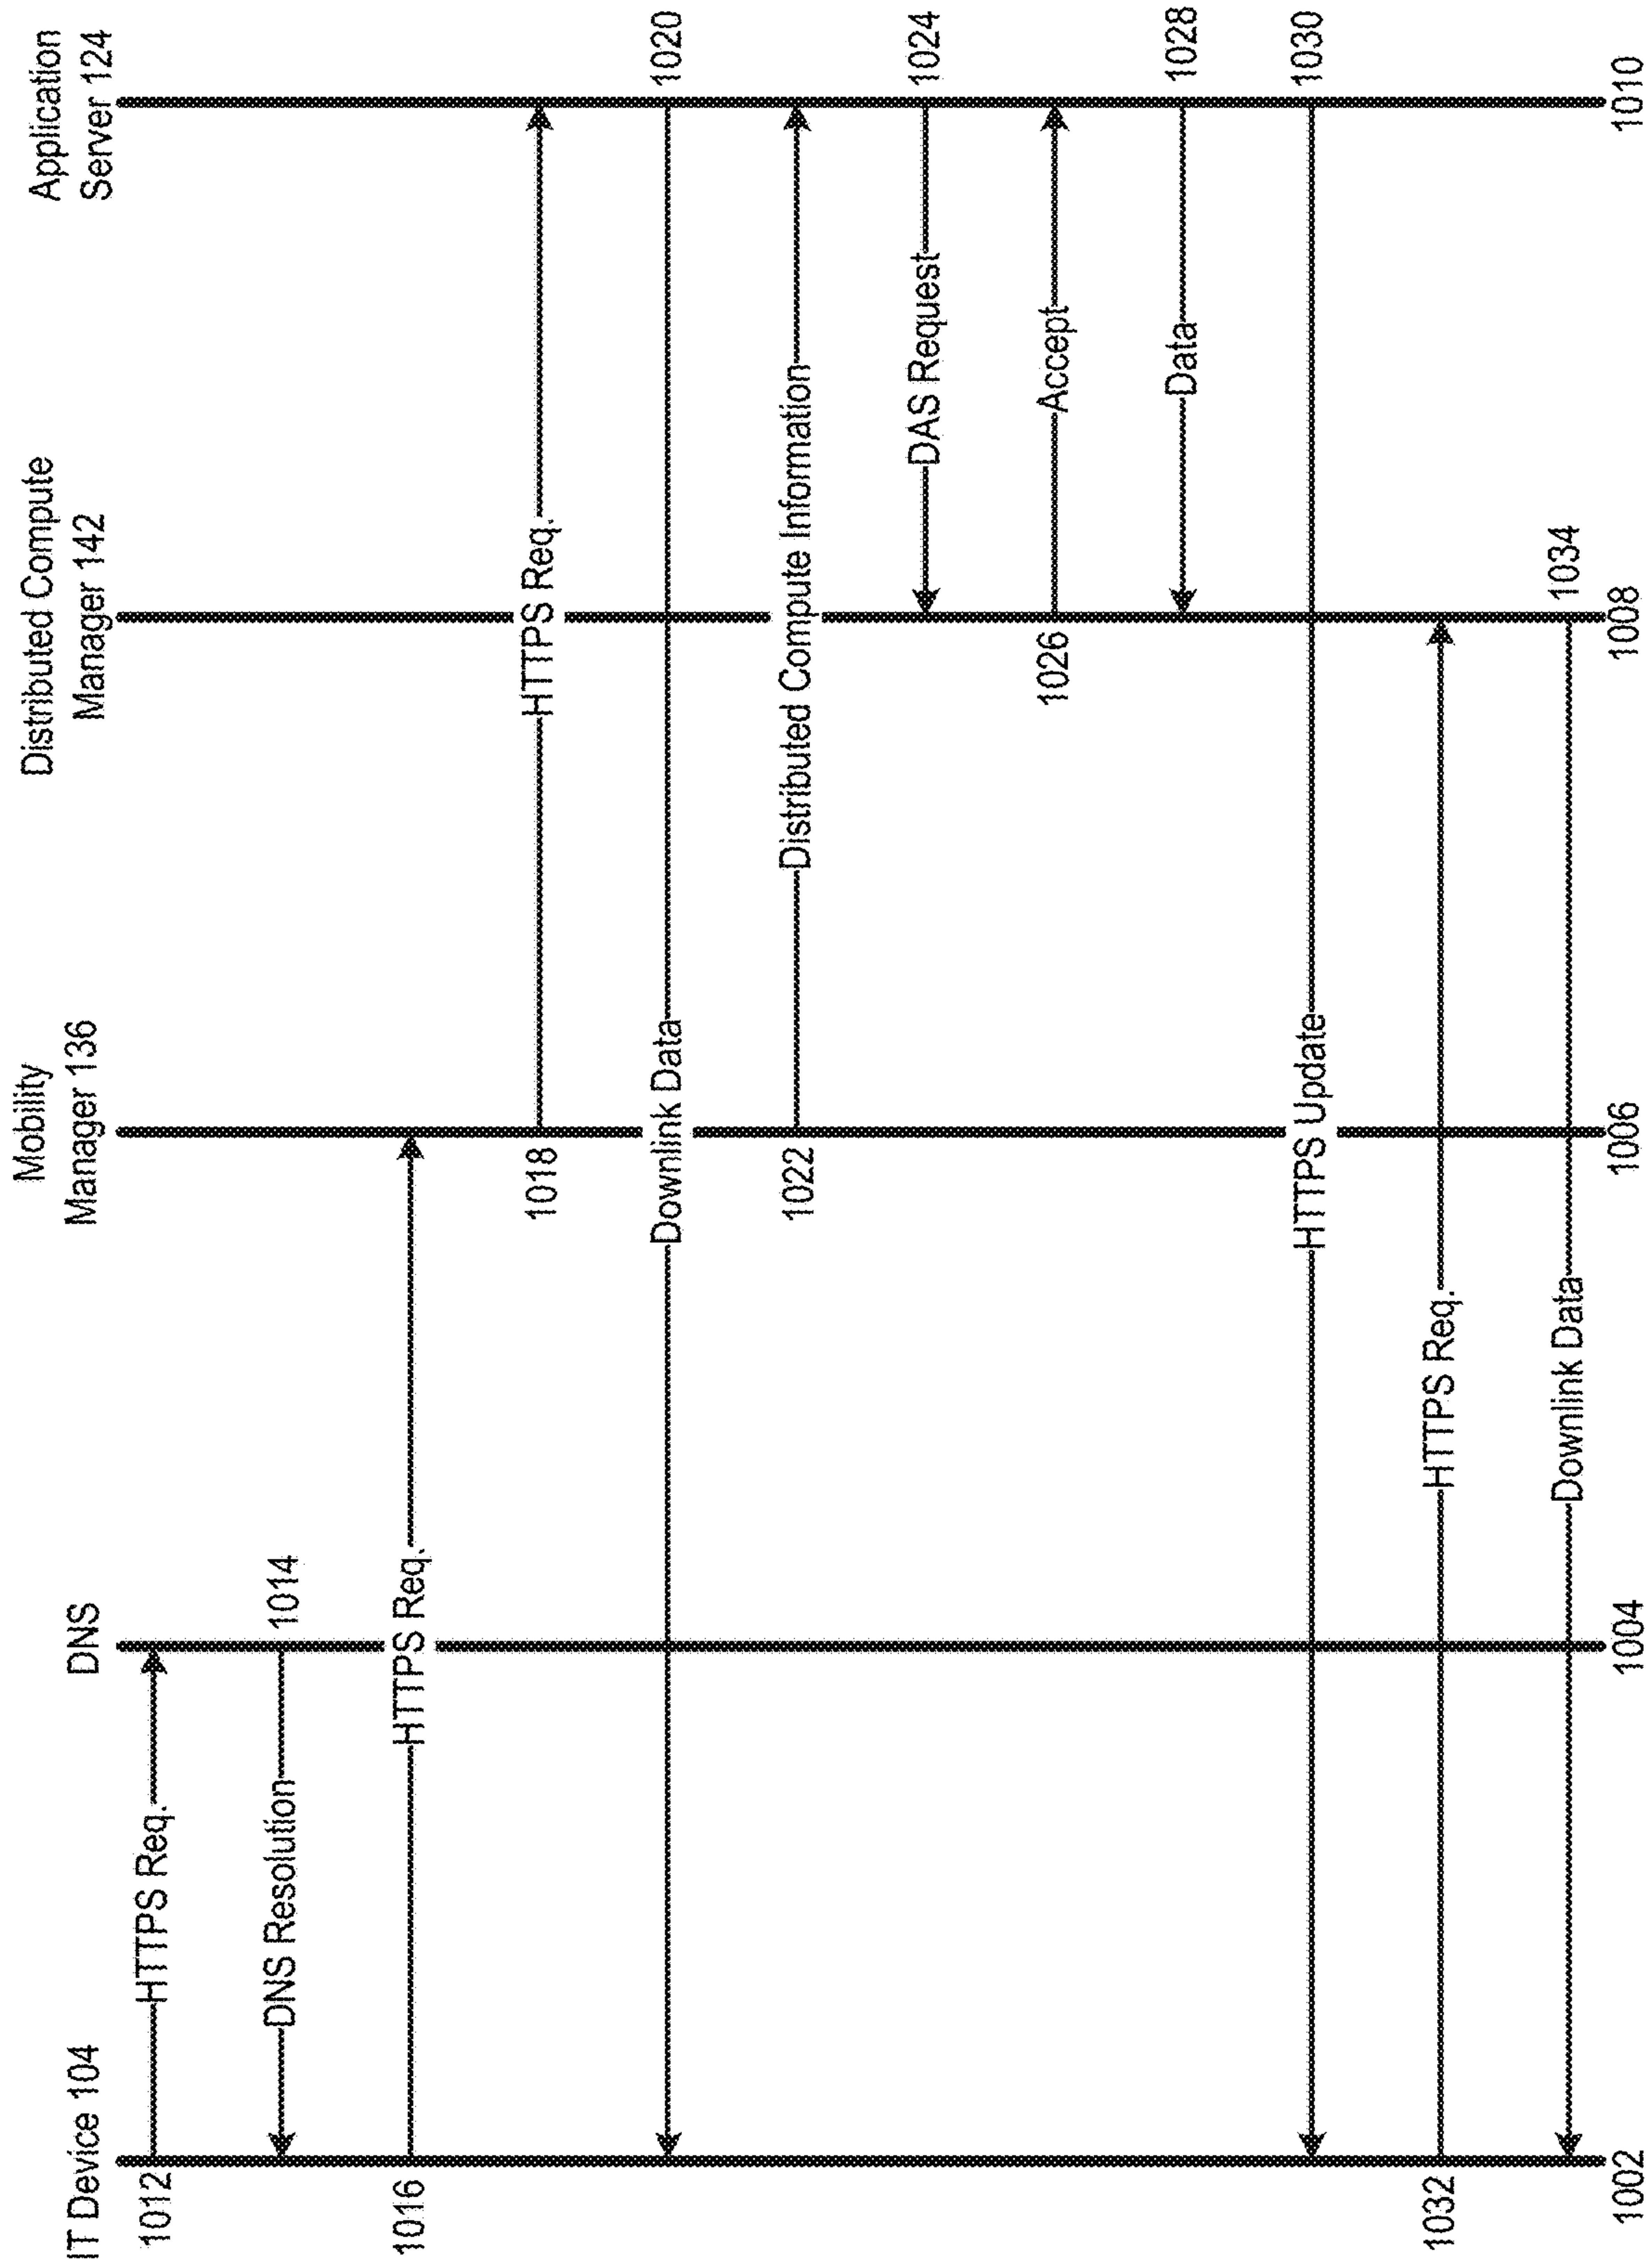 IT Device 104
DNS
Mobility
Manager 136
Distributed Compute
Manager 142
Application
Server 124
1012
HTTPS Req.
DNS Resolution
1014
1016
HTTPS Req.
1018
HTTPS Req.
Downlink Data
1020
1022
Distributed Compute Information
DAS Request
1024
1026
Accept
Data
1028
HTTPS Update
1030
1032
HTTPS Req.
Downlink Data
1034
1002
1004
1006
1008
1010